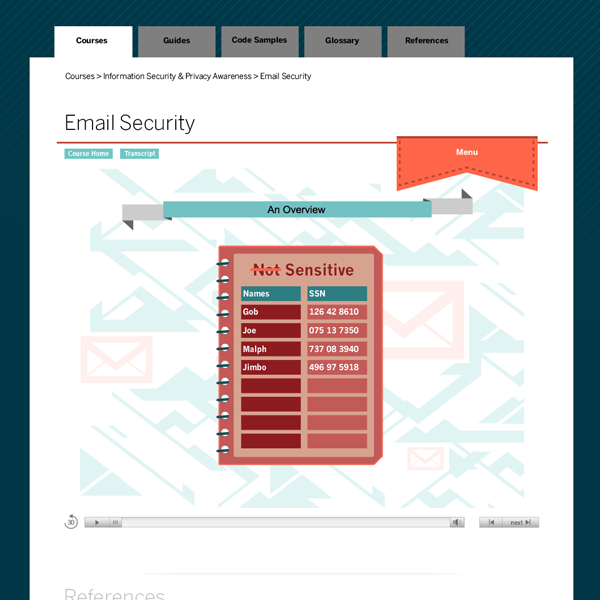 Courses Guides Code Samples Glossary References
Courses > Information Security & Privacy Awareness > Email Security
Email Security
Menu
Course Home Transcript
An Overview
Not Sensitive
Names SSN
Gob 126 42 8610
Joe 075 13 7350
Malph 737 08 3940
Jimbo 496 97 5918
30 next
References